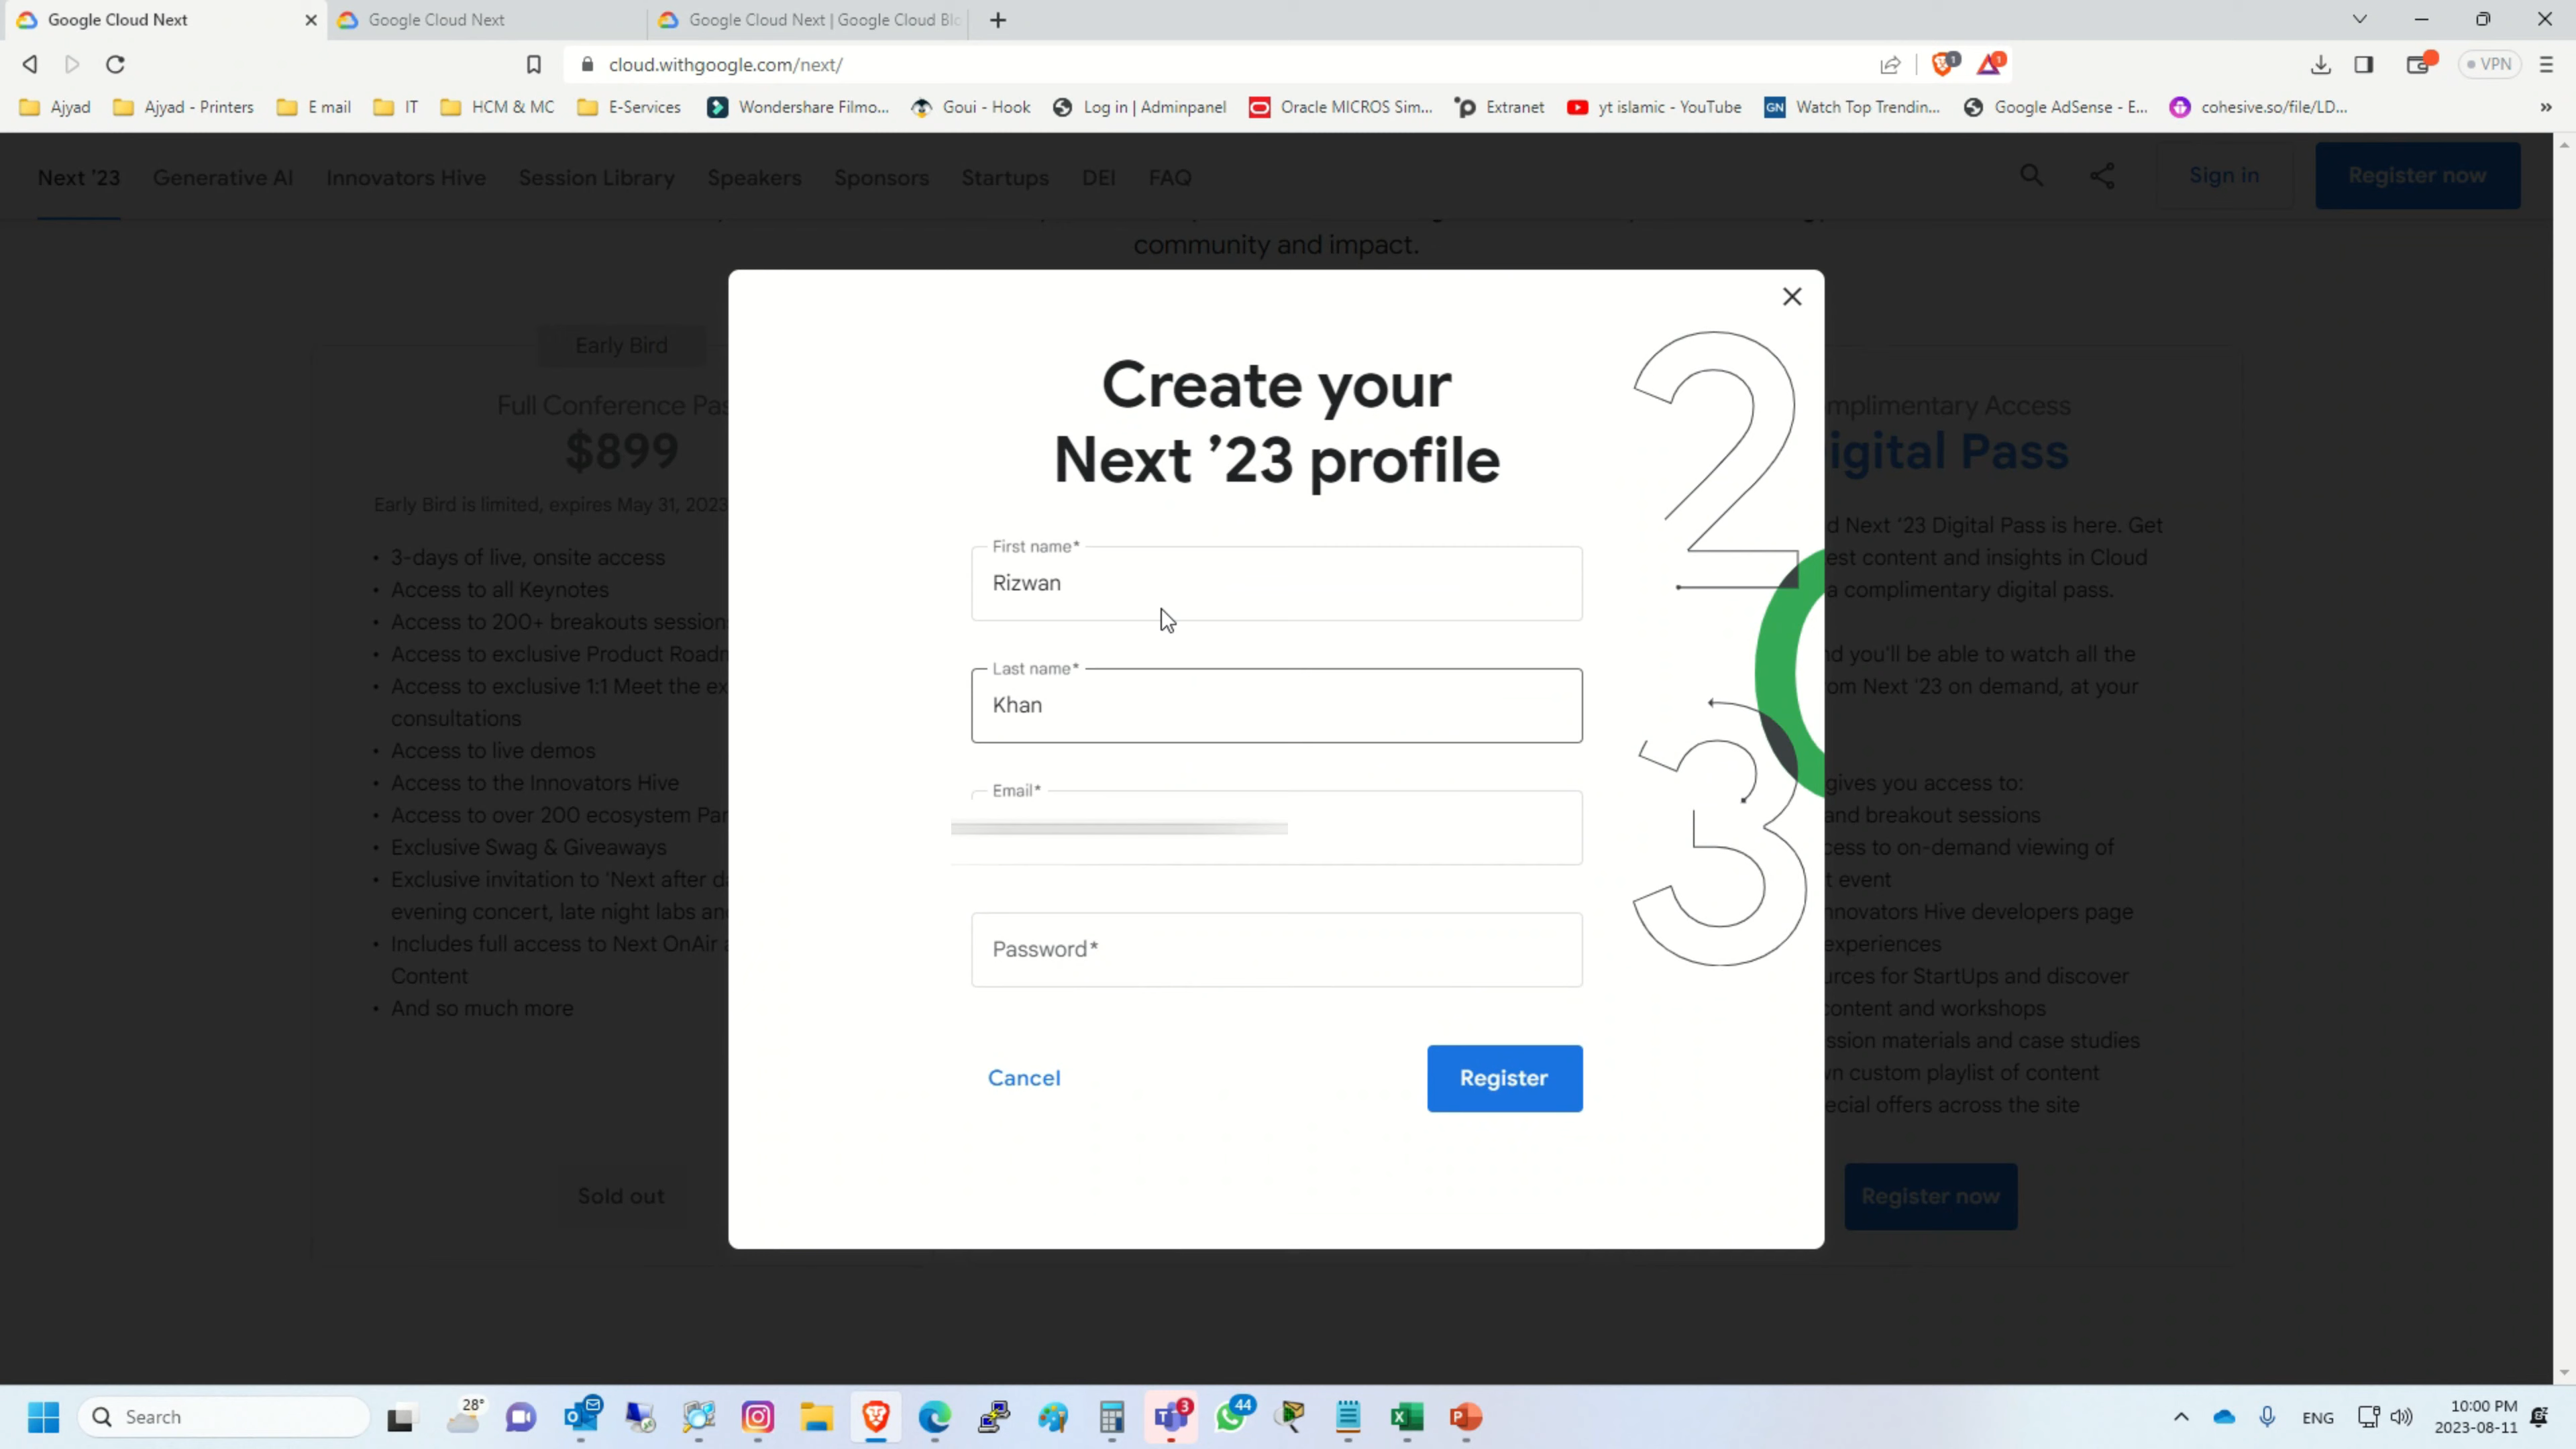 Google Cloud Next
Google Cloud Next
Google Cloud Next | Google Cloud Blo
cloud.withgoogle.com/next/
1
1
VPN
Ajyad
Ajyad - Printers
E mail
IT
HCM & MC
E-Services
Wondershare Filmo...
Goui - Hook
Log in | Adminpanel
Oracle MICROS Sim...
Extranet
yt islamic - YouTube
GN
Watch Top Trendin...
Google AdSense - E...
cohesive.so/file/LD...
Next '23
Generative AI
Innovators Hive
Session Library
Speakers
Sponsors
Startups
DEI
FAQ
Sign in
Register now
community and impact.
Early Bird
Full Conference Pas
$899
Early Bird is limited, expires May 31, 2023
• 3-days of live, onsite access
• Access to all Keynotes
• Access to 200+ breakouts session
• Access to exclusive Product Roadm
• Access to exclusive 1:1 Meet the ex
consultations
• Access to live demos
• Access to the Innovators Hive
• Access to over 200 ecosystem Par
• Exclusive Swag & Giveaways
• Exclusive invitation to 'Next after d
evening concert, late night labs an
• Includes full access to Next OnAir
Content
• And so much more
Sold out
Create your
Next '23 profile
First name*
Rizwan
Last name*
Khan
Email*
Password*
Cancel
Register
2
3
mplimentary Access
igital Pass
d Next '23 Digital Pass is here. Get
est content and insights in Cloud
a complimentary digital pass.
nd you'll be able to watch all the
om Next '23 on demand, at your
gives you access to:
and breakout sessions
cess to on-demand viewing of
t event
nnovators Hive developers page
experiences
urces for StartUps and discover
content and workshops
ssion materials and case studies
wn custom playlist of content
ecial offers across the site
Register now
Search
28°
3
44
ENG
10:00 PM
2023-08-11